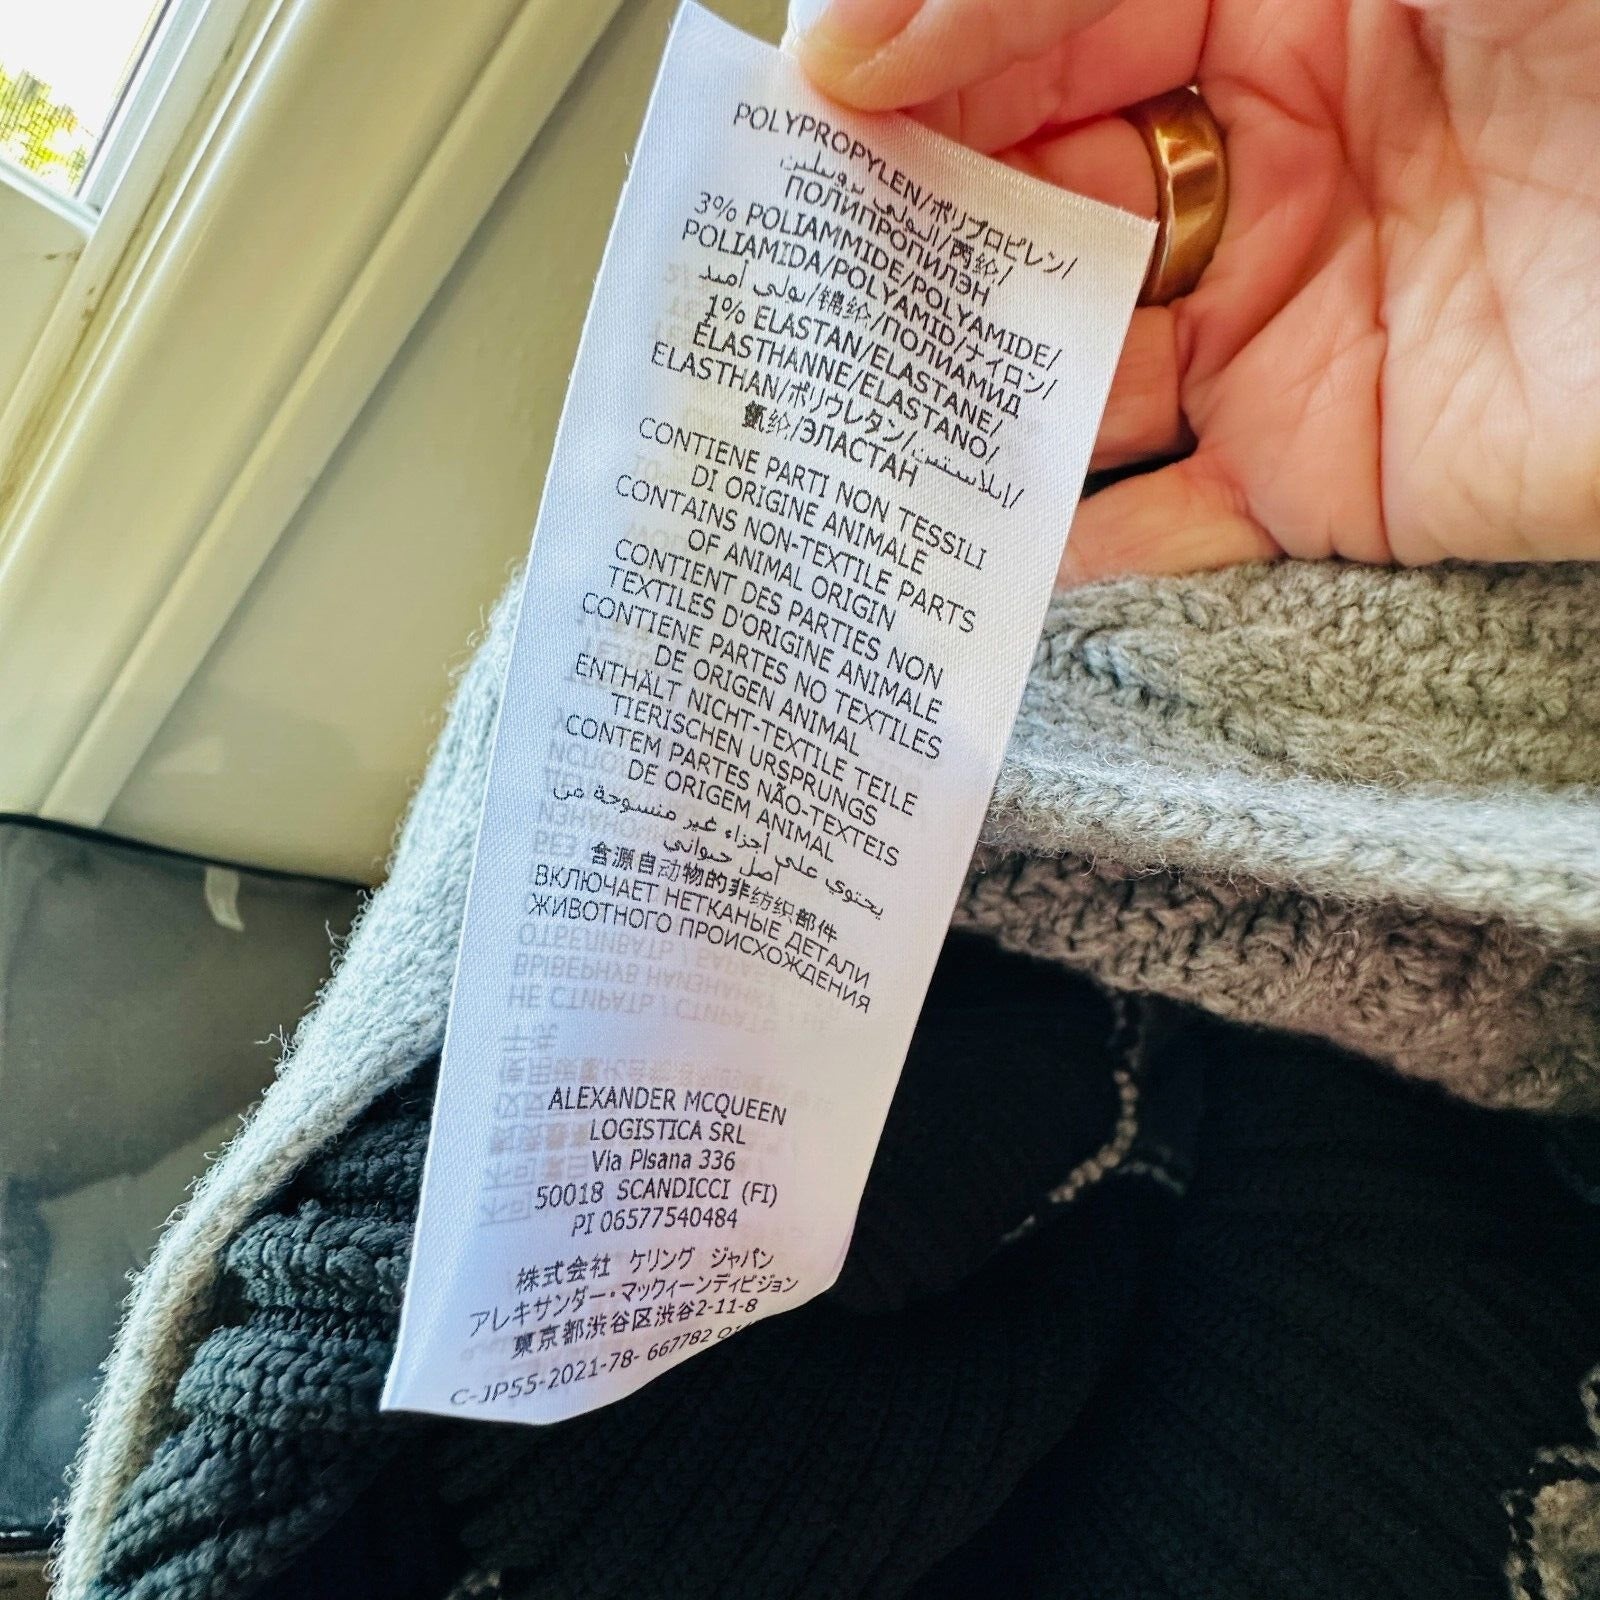 POLYPROPYLEN/ポリプロピレン/
البولي بروبيلين/丙纶/
ПОЛИПРОПИЛЭН
3% POLIAMMIDE/POLYAMIDE/
POLIAMIDA/POLYAMID/ナイロン/
بولي أميد/锦纶/ПОЛИАМИД
1% ELASTAN/ELASTANE/
ÉLASTHANNE/ELASTANO/
ELASTHAN/ポリウレタン/إيلاستين/
氨纶/ЭЛАСТАН
CONTIENE PARTI NON TESSILI
DI ORIGINE ANIMALE
CONTAINS NON-TEXTILE PARTS
OF ANIMAL ORIGIN
CONTIENT DES PARTIES NON
TEXTILES D'ORIGINE ANIMALE
CONTIENE PARTES NO TEXTILES
DE ORIGEN ANIMAL
ENTHÄLT NICHT-TEXTILE TEILE
TIERISCHEN URSPRUNGS
CONTEM PARTES NÃO-TEXTEIS
DE ORIGEM ANIMAL
يحتوي على أجزاء غير منسوجة من
أصل حيواني
含源自动物的非纺织部件
ВКЛЮЧАЕТ НЕТКАНЫЕ ДЕТАЛИ
ЖИВОТНОГО ПРОИСХОЖДЕНИЯ
ALEXANDER MCQUEEN
LOGISTICA SRL
Via Pisana 336
50018 SCANDICCI (FI)
PI 06577540484
株式会社 ケリング ジャパン
アレキサンダー・マックィーンディビジョン
東京都渋谷区渋谷2-11-8
C-JP55-2021-78- 667782